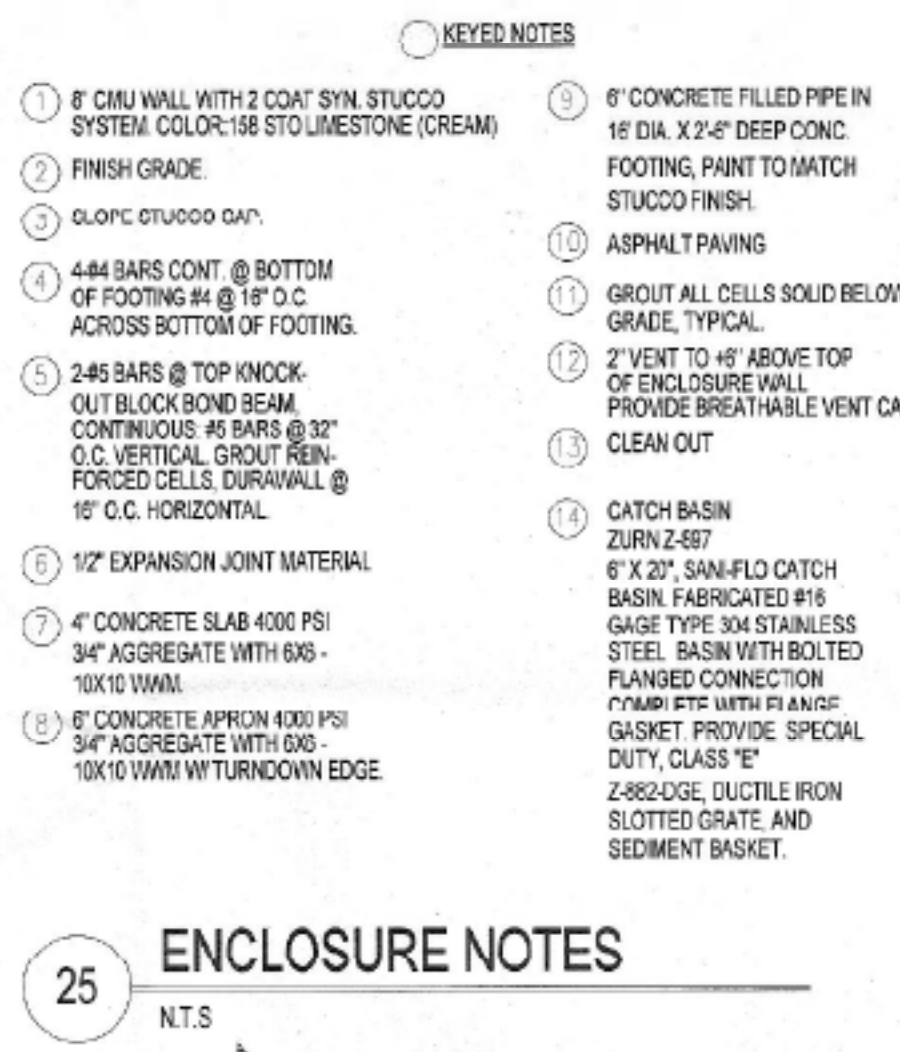 KEYED NOTES
1 8" CMU WALL WITH 2 COAT SYN. STUCCO
SYSTEM. COLOR:158 STO LIMESTONE (CREAM)
2 FINISH GRADE.
3 SLOPE STUCCO CAP.
4 4-#4 BARS CONT. @ BOTTOM
OF FOOTING #4 @ 16" O.C.
ACROSS BOTTOM OF FOOTING.
5 2-#5 BARS @ TOP KNOCK-
OUT BLOCK BOND BEAM,
CONTINUOUS: #5 BARS @ 32"
O.C. VERTICAL. GROUT REIN-
FORCED CELLS, DURAWALL @
16" O.C. HORIZONTAL.
6 1/2" EXPANSION JOINT MATERIAL
7 4" CONCRETE SLAB 4000 PSI
3/4" AGGREGATE WITH 6X6 -
10X10 WWM.
8 6" CONCRETE APRON 4000 PSI
3/4" AGGREGATE WITH 6X6 -
10X10 WWM W/ TURNDOWN EDGE.
9 6" CONCRETE FILLED PIPE IN
16" DIA. X 2'-6" DEEP CONC.
FOOTING, PAINT TO MATCH
STUCCO FINISH.
10 ASPHALT PAVING
11 GROUT ALL CELLS SOLID BELOW
GRADE, TYPICAL.
12 2" VENT TO +6" ABOVE TOP
OF ENCLOSURE WALL
PROVIDE BREATHABLE VENT CA
13 CLEAN OUT
14 CATCH BASIN
ZURN Z-897
6" X 20", SANI-FLO CATCH
BASIN. FABRICATED #16
GAGE TYPE 304 STAINLESS
STEEL BASIN WITH BOLTED
FLANGED CONNECTION
COMPLETE WITH FLANGE
GASKET. PROVIDE SPECIAL
DUTY, CLASS "E"
Z-882-DGE, DUCTILE IRON
SLOTTED GRATE, AND
SEDIMENT BASKET.
25 ENCLOSURE NOTES
N.T.S